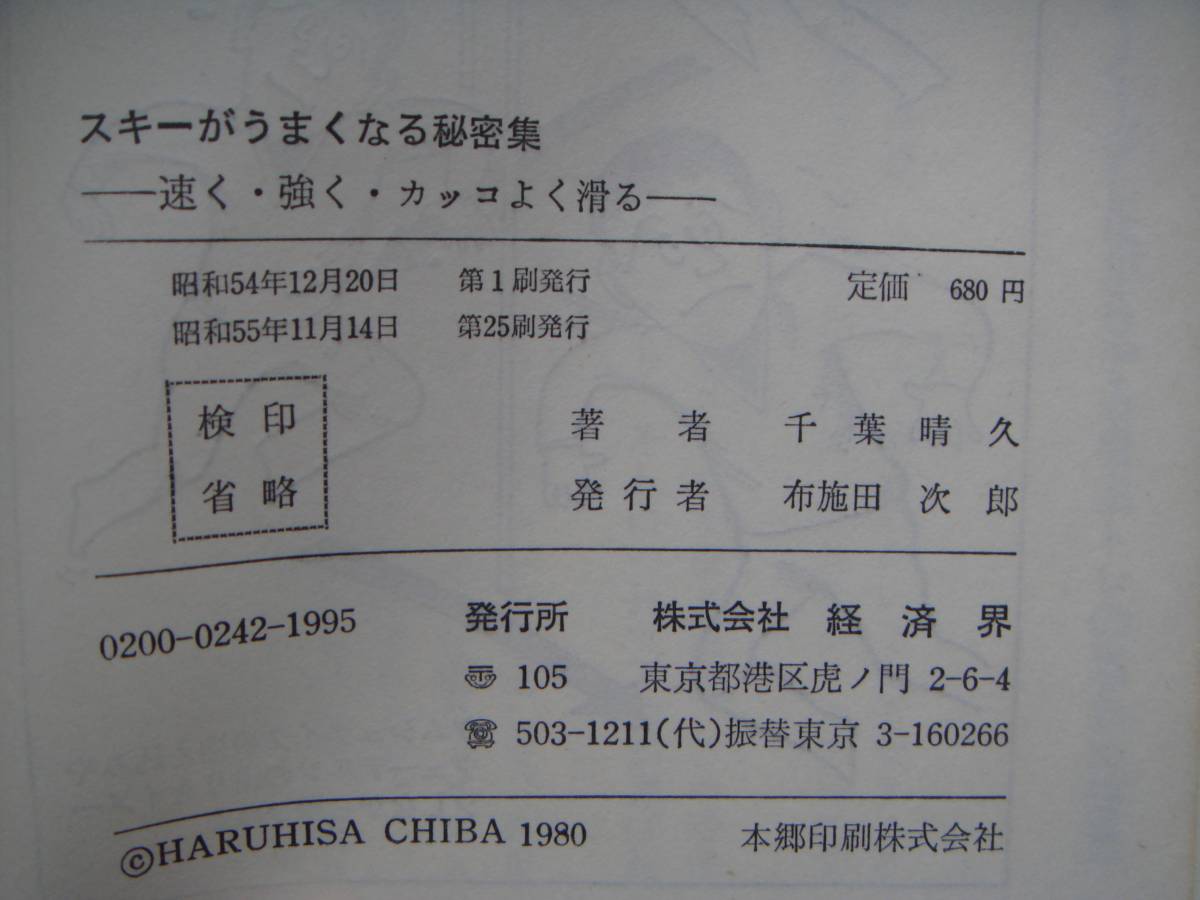 スキーがうまくなる秘密集
――速く・強く・カッコよく滑る――
昭和54年12月20日 第1刷発行 定価 680円
昭和55年11月14日 第25刷発行
検印
省略
著者 千葉晴久
発行者 布施田次郎
0200-0242-1995
発行所 株式会社 経済界
〠 105 東京都港区虎ノ門 2-6-4
☎ 503-1211(代)振替東京 3-160266
©HARUHISA CHIBA 1980
本郷印刷株式会社